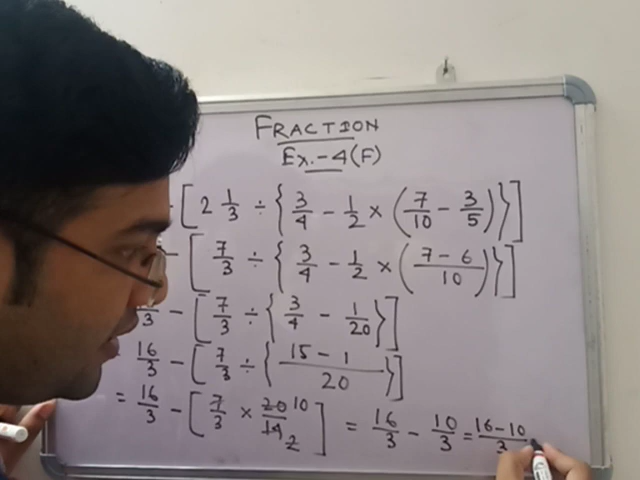 FRACTION
Ex.-4(F)
- [ 2 1/3 ÷ { 3/4 - 1/2 × ( 7/10 - 3/5 ) } ]
- [ 7/3 ÷ { 3/4 - 1/2 × ( 7-6/10 ) } ]
/3 - [ 7/3 ÷ { 3/4 - 1/20 } ]
16/3 - [ 7/3 ÷ { 15-1/20 } ]
= 16/3 - [ 7/3 × 20 10/14 2 ] = 16/3 - 10/3 = 16-10/3